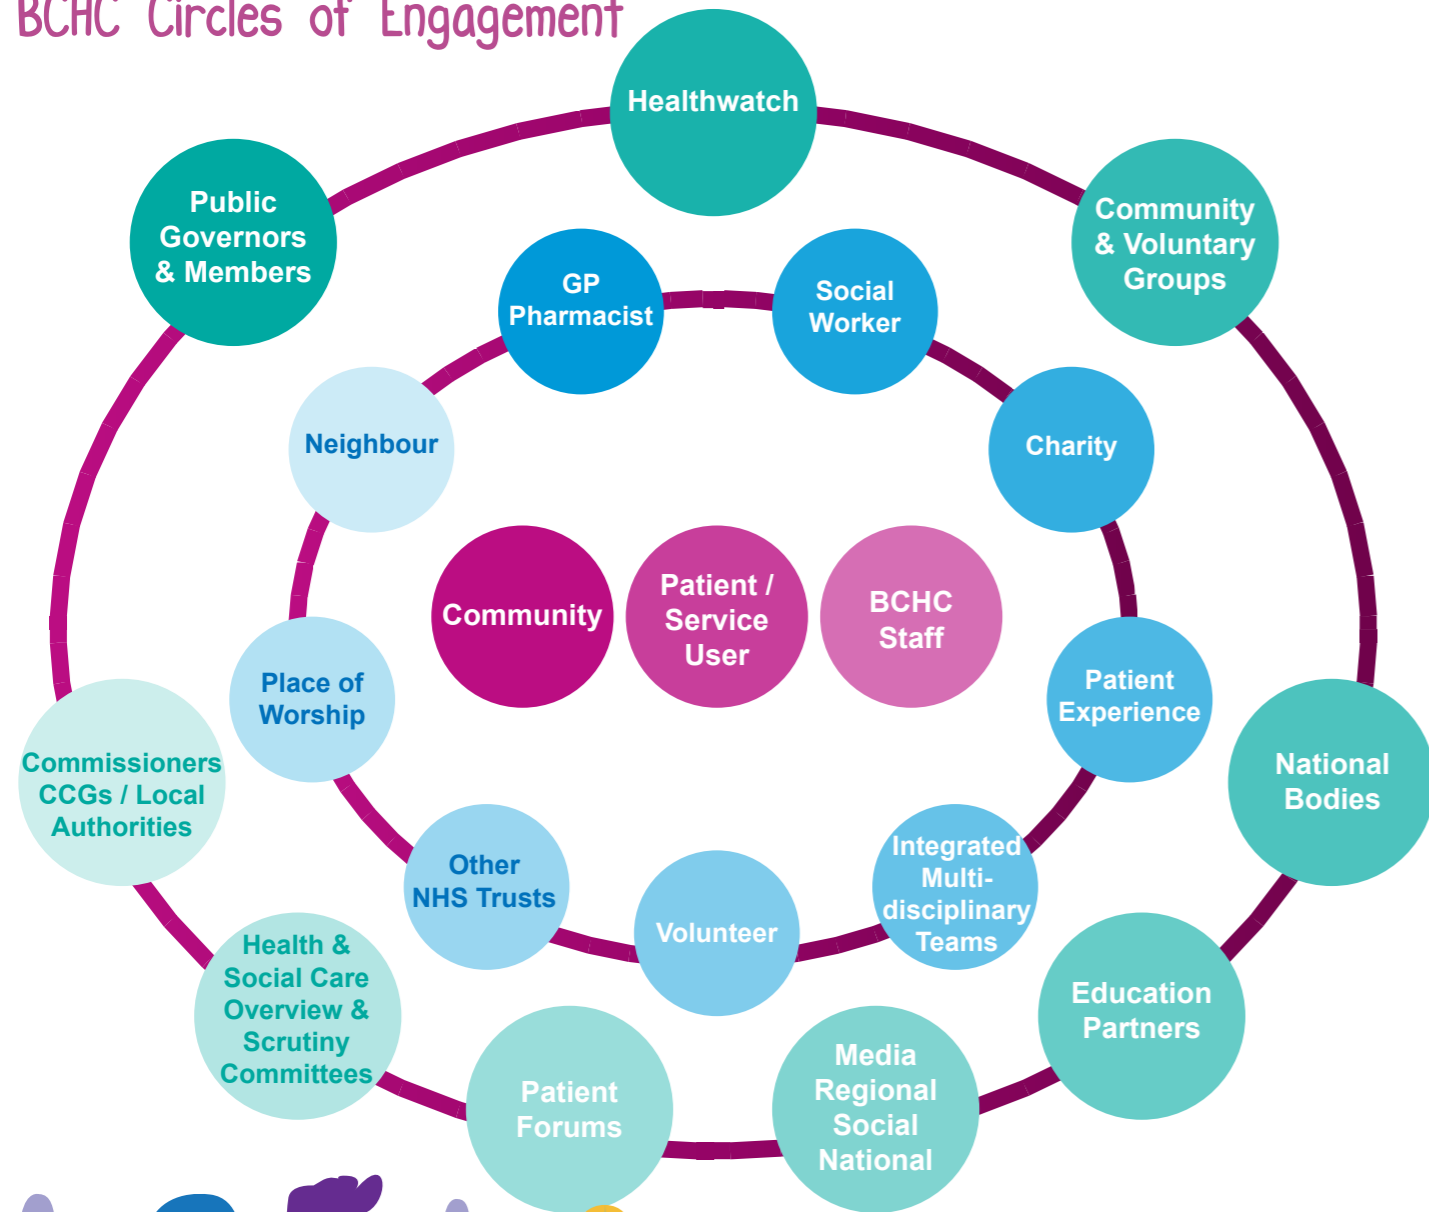 BCHC Circles of Engagement
Healthwatch
Public
Governors
& Members
Community
& Voluntary
Groups
GP
Pharmacist
Social
Worker
Neighbour
Charity
Community
Patient /
Service
User
BCHC
Staff
Place of
Worship
Patient
Experience
Commissioners
CCGs / Local
Authorities
National
Bodies
Other
NHS Trusts
Volunteer
Integrated
Multi-
disciplinary
Teams
Health &
Social Care
Overview &
Scrutiny
Committees
Education
Partners
Patient
Forums
Media
Regional
Social
National